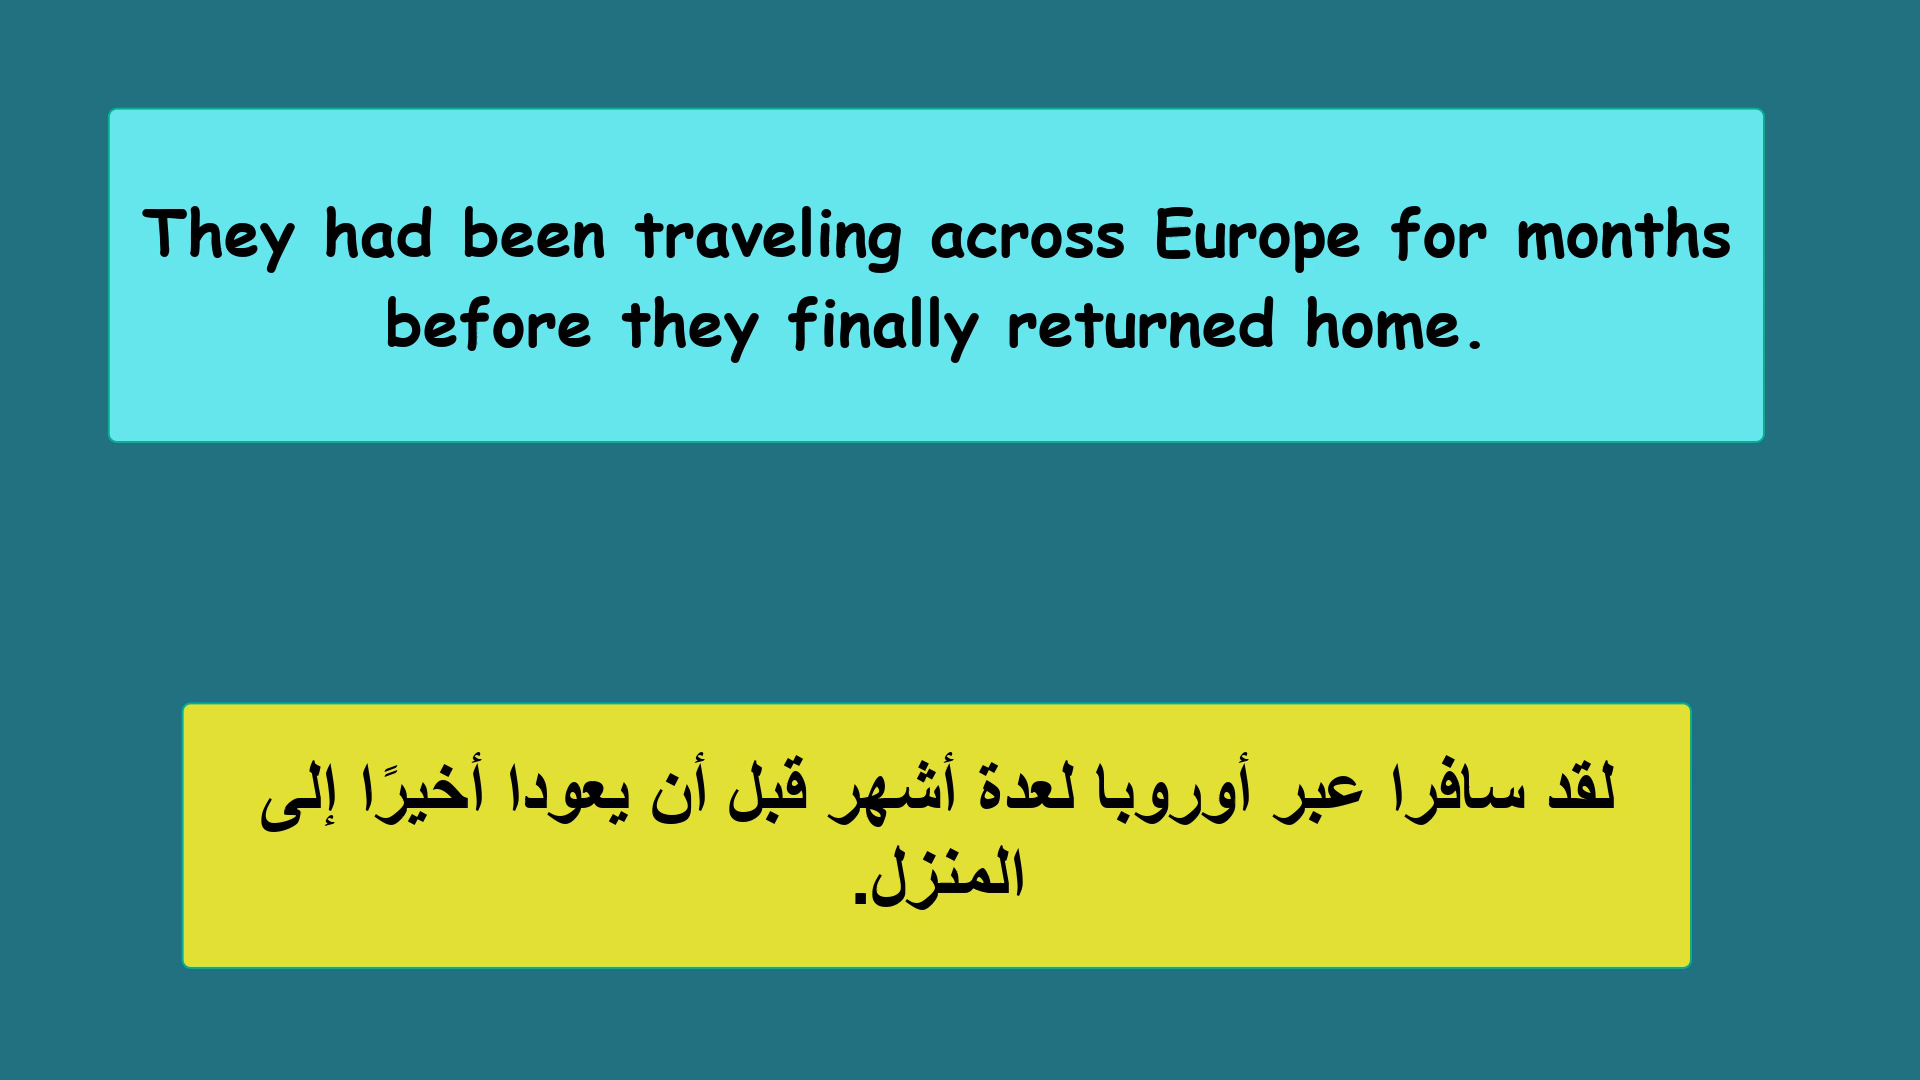 They had been traveling across Europe for months
before they finally returned home.
لقد سافرا عبر أوروبا لعدة أشهر قبل أن يعودا أخيرًا إلى
المنزل.